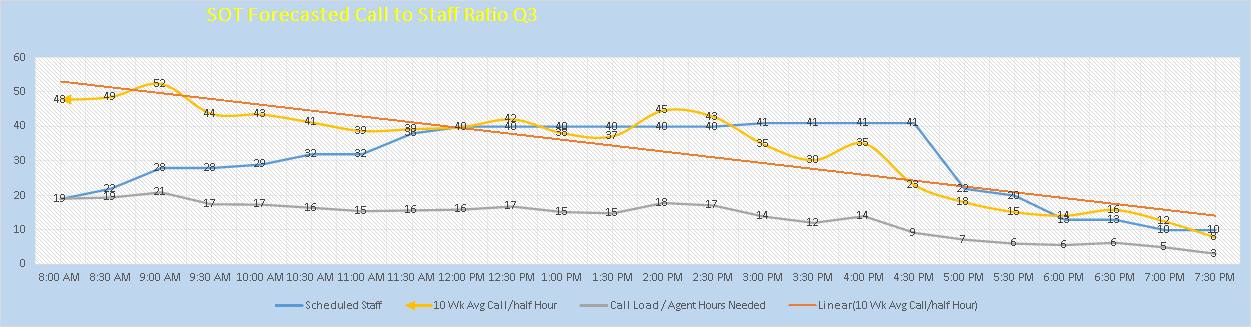 SOT Forecasted Call to Staff Ratio Q3
60
50
40
30
20
10
0
48 49 52 44 43 41 39 39 40 42 38 37 45 43 35 30 35 23 18 15 14 16 12 8
19 22 28 28 29 32 32 38 40 40 40 40 40 40 41 41 41 41 22 20 13 13 10 10
19 19 21 17 17 16 15 16 16 17 15 15 18 17 14 12 14 9 7 6 6 6 5 3
8:00 AM 8:30 AM 9:00 AM 9:30 AM 10:00 AM 10:30 AM 11:00 AM 11:30 AM 12:00 PM 12:30 PM 1:00 PM 1:30 PM 2:00 PM 2:30 PM 3:00 PM 3:30 PM 4:00 PM 4:30 PM 5:00 PM 5:30 PM 6:00 PM 6:30 PM 7:00 PM 7:30 PM
Scheduled Staff 10 Wk Avg Call/half Hour Call Load / Agent Hours Needed Linear(10 Wk Avg Call/half Hour)